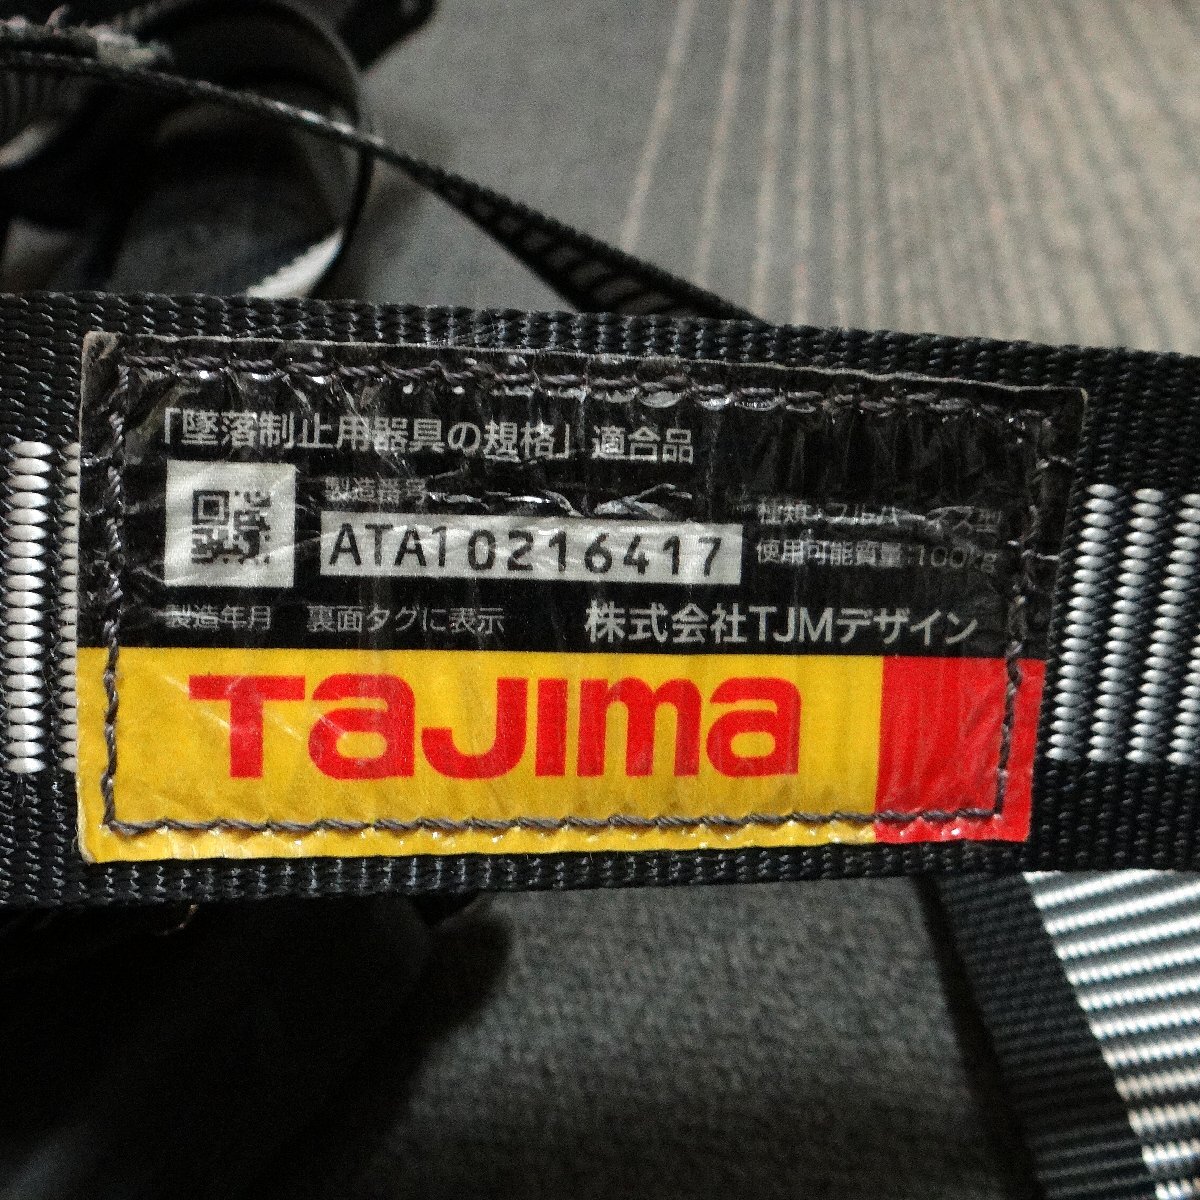 「墜落制止用器具の規格」適合品
製造番号
ATA10216417
種類:フルハーネス型
使用可能質量:100kg
製造年月 裏面タグに表示
株式会社TJMデザイン
TaJIma